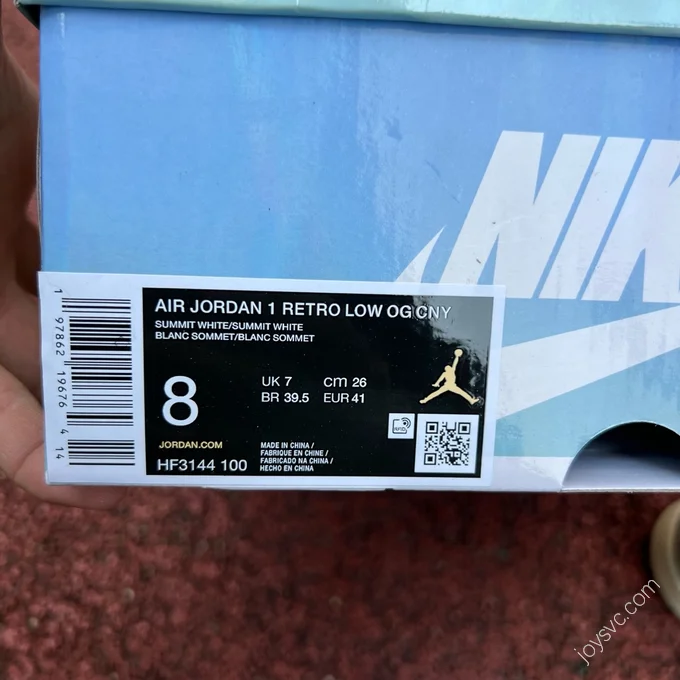 NIK
AIR JORDAN 1 RETRO LOW OG CNY
SUMMIT WHITE/SUMMIT WHITE
BLANC SOMMET/BLANC SOMMET
8
UK 7 cm 26
BR 39.5 EUR 41
JORDAN.COM
HF3144 100
MADE IN CHINA /
FABRIQUE EN CHINE /
FABRICADO NA CHINA /
HECHO EN CHINA
1 97862 19676 4 14
joysvc.com